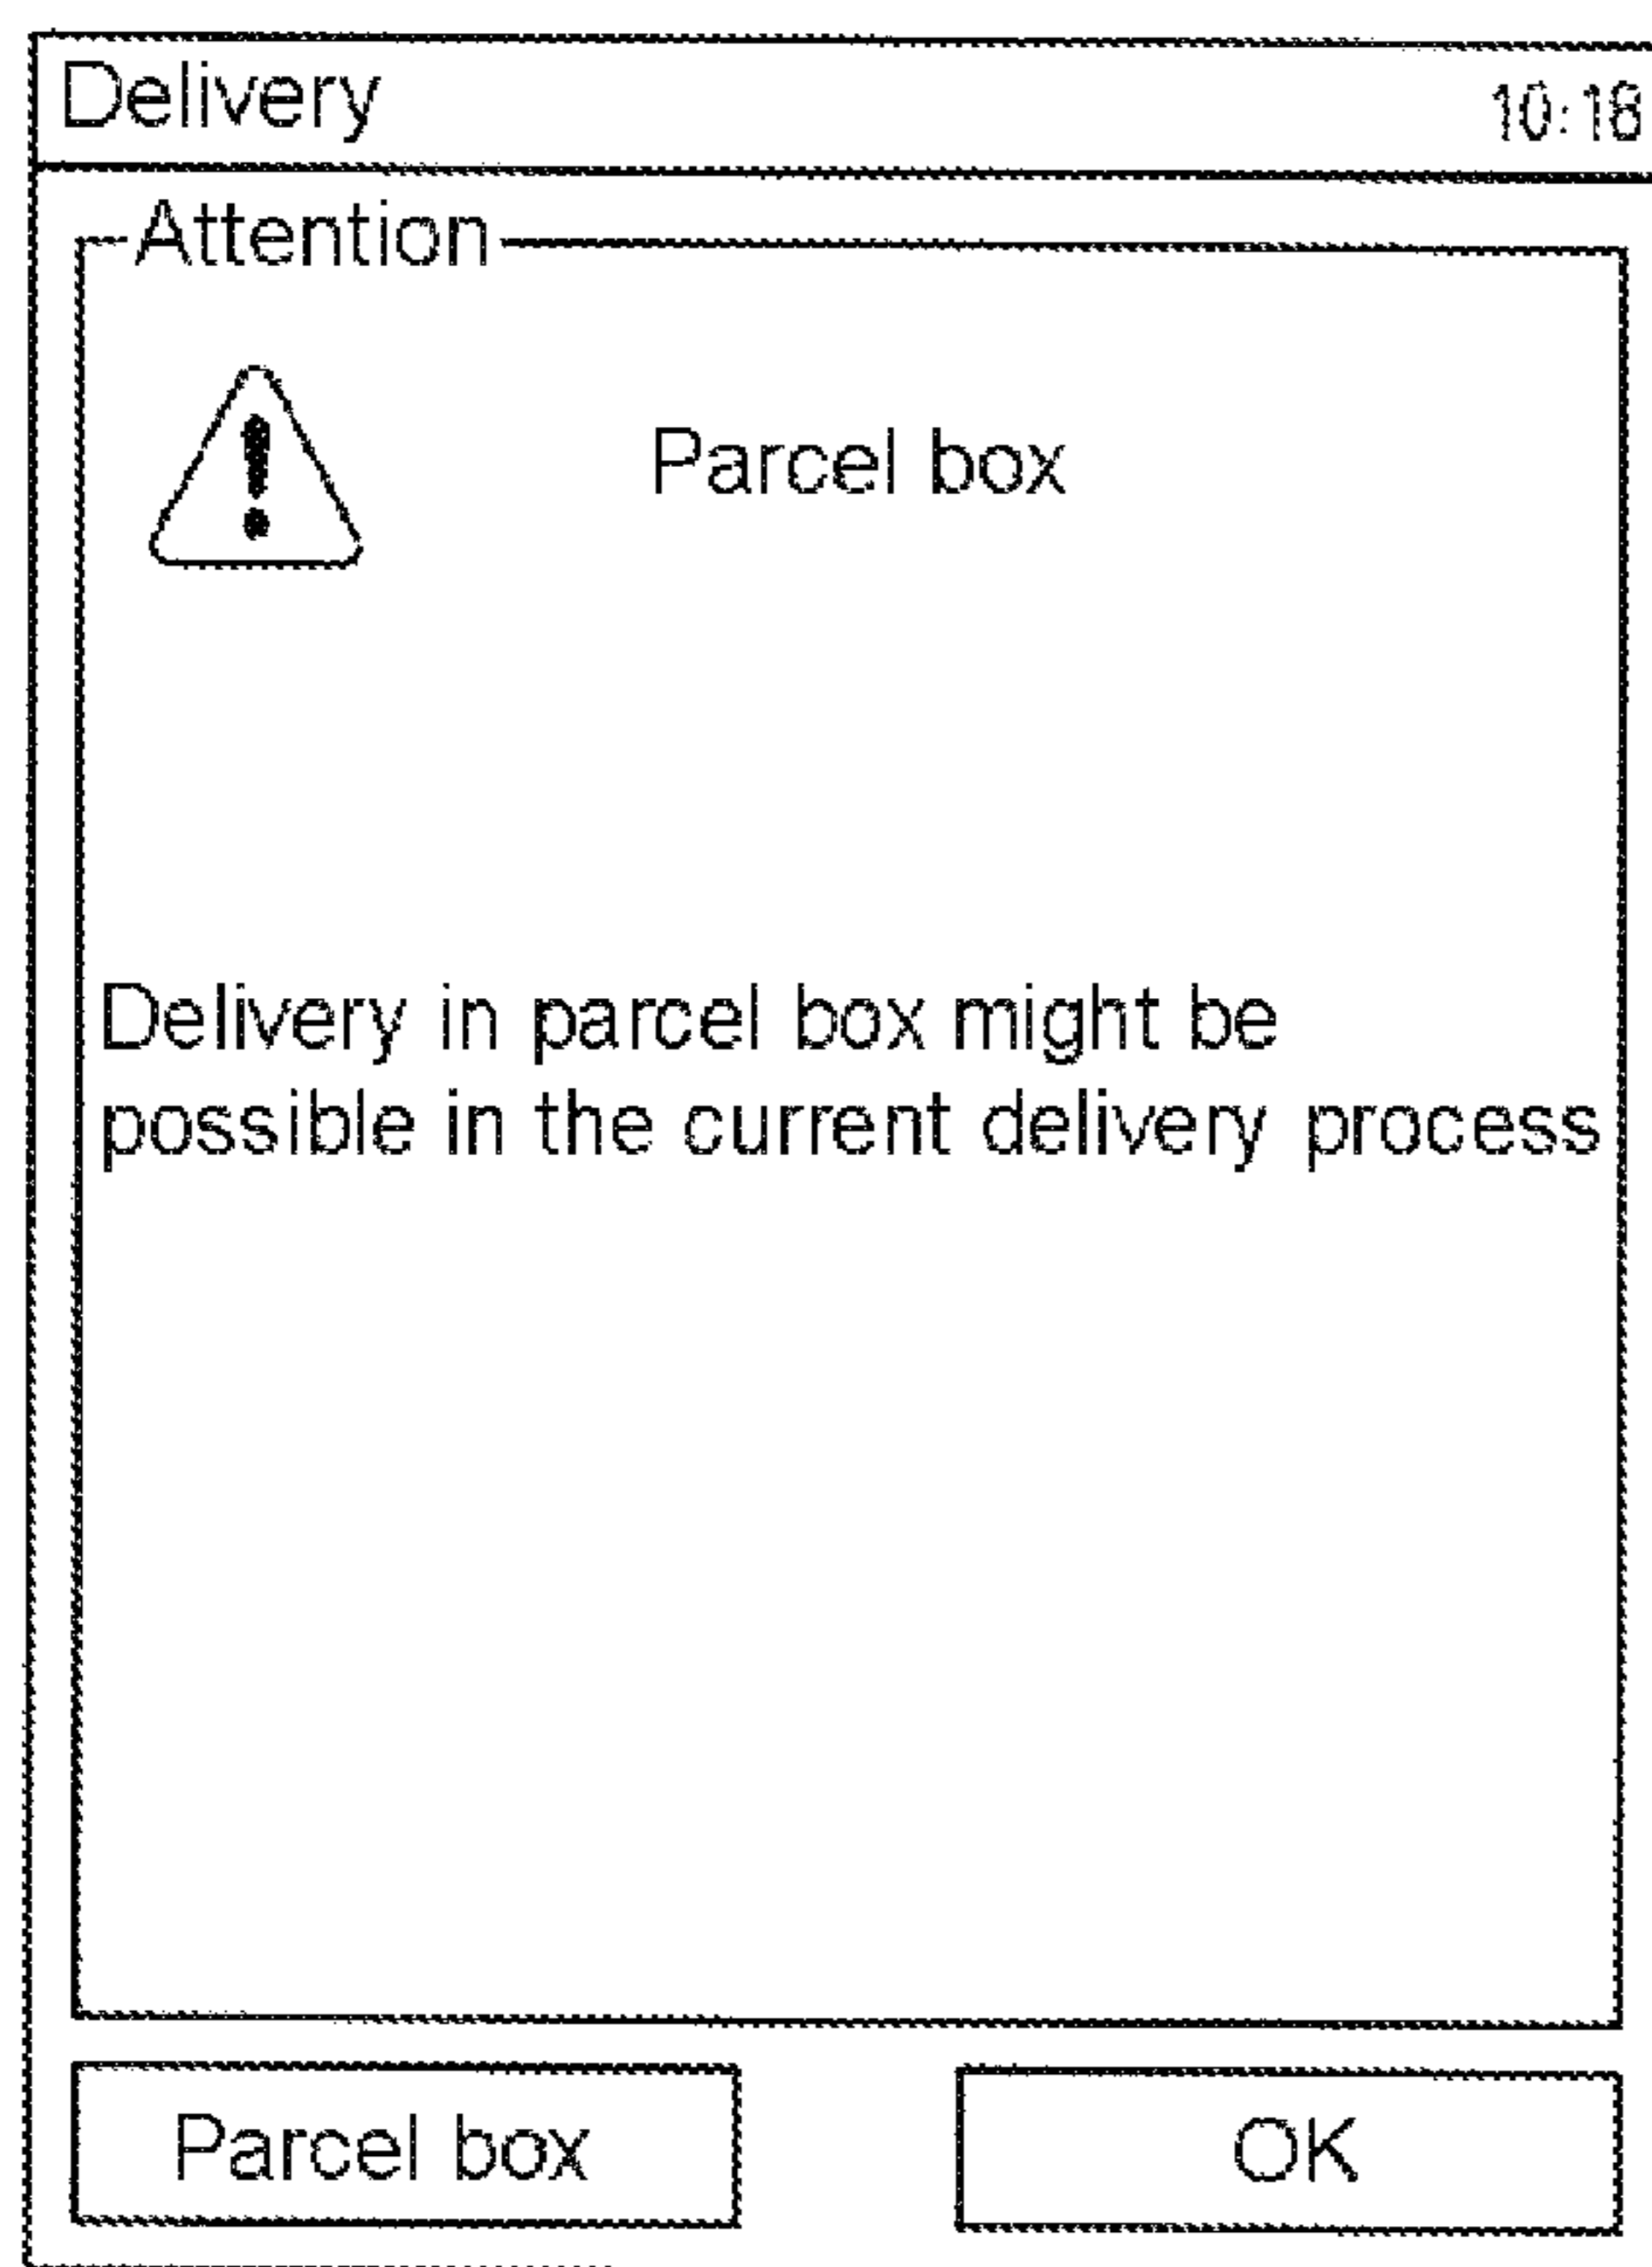 Delivery
10:18
Attention
Parcel box
Delivery in parcel box might be
possible in the current delivery process
Parcel box
OK